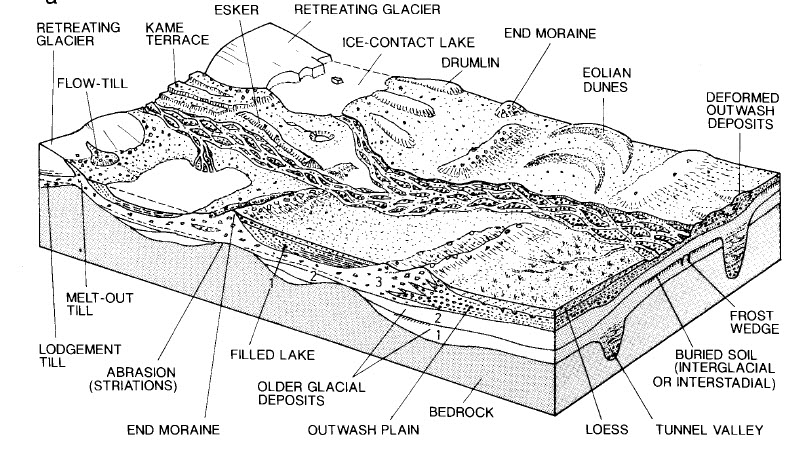 a
ESKER
RETREATING GLACIER
RETREATING
GLACIER
KAME
TERRACE
ICE-CONTACT LAKE
END MORAINE
DRUMLIN
FLOW-TILL
EOLIAN
DUNES
DEFORMED
OUTWASH
DEPOSITS
1
2
3
2
1
MELT-OUT
TILL
LODGEMENT
TILL
ABRASION
(STRIATIONS)
FILLED LAKE
OLDER GLACIAL
DEPOSITS
END MORAINE
OUTWASH PLAIN
BEDROCK
FROST
WEDGE
BURIED SOIL
(INTERGLACIAL
OR INTERSTADIAL)
LOESS
TUNNEL VALLEY